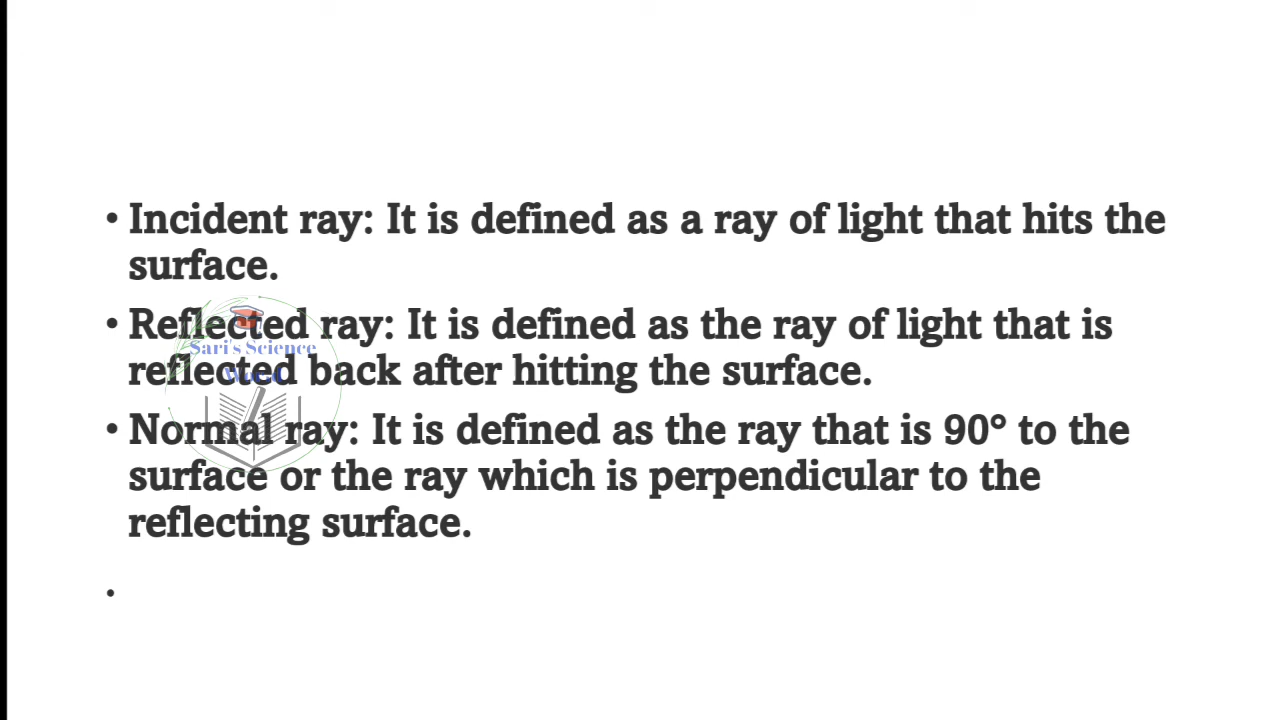 • Incident ray: It is defined as a ray of light that hits the
surface.
• Reflected ray: It is defined as the ray of light that is
reflected back after hitting the surface.
• Normal ray: It is defined as the ray that is 90° to the
surface or the ray which is perpendicular to the
reflecting surface.
•
Sari's Science